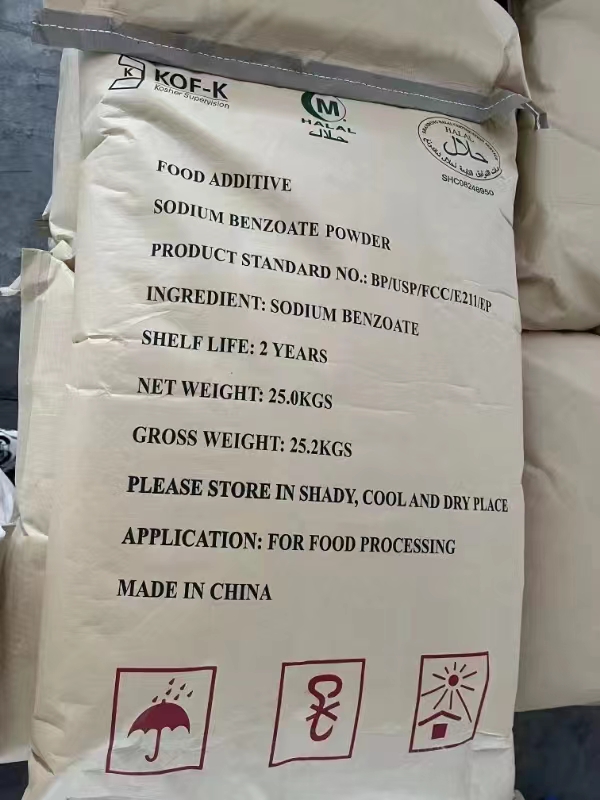 K
KOF-K
Kosher Supervision
M
HALAL
حلال
HALAL
حلال
SHC08248950
FOOD ADDITIVE
SODIUM BENZOATE POWDER
PRODUCT STANDARD NO.: BP/USP/FCC/E211/EP
INGREDIENT: SODIUM BENZOATE
SHELF LIFE: 2 YEARS
NET WEIGHT: 25.0KGS
GROSS WEIGHT: 25.2KGS
PLEASE STORE IN SHADY, COOL AND DRY PLACE
APPLICATION: FOR FOOD PROCESSING
MADE IN CHINA